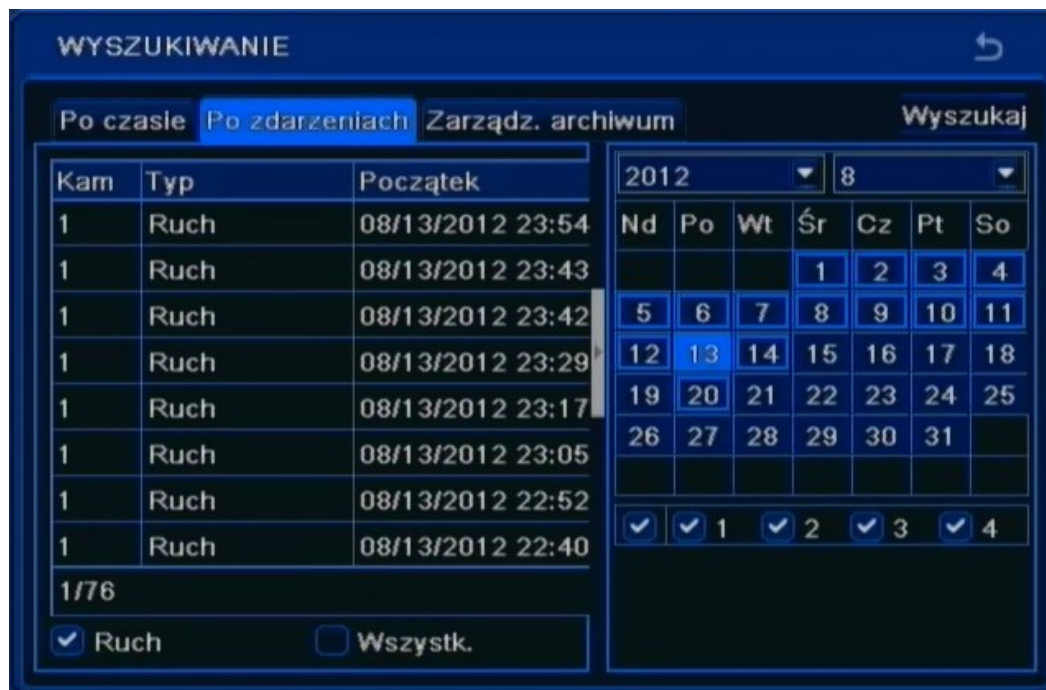 WYSZUKIWANIE
Po czasie Po zdarzeniach Zarządz. archiwum Wyszukaj
Kam Typ Początek
1 Ruch 08/13/2012 23:54
1 Ruch 08/13/2012 23:43
1 Ruch 08/13/2012 23:42
1 Ruch 08/13/2012 23:29
1 Ruch 08/13/2012 23:17
1 Ruch 08/13/2012 23:05
1 Ruch 08/13/2012 22:52
1 Ruch 08/13/2012 22:40
1/76
Ruch Wszystk.
2012 8
Nd Po Wt Śr Cz Pt So
1 2 3 4
5 6 7 8 9 10 11
12 13 14 15 16 17 18
19 20 21 22 23 24 25
26 27 28 29 30 31
1 2 3 4